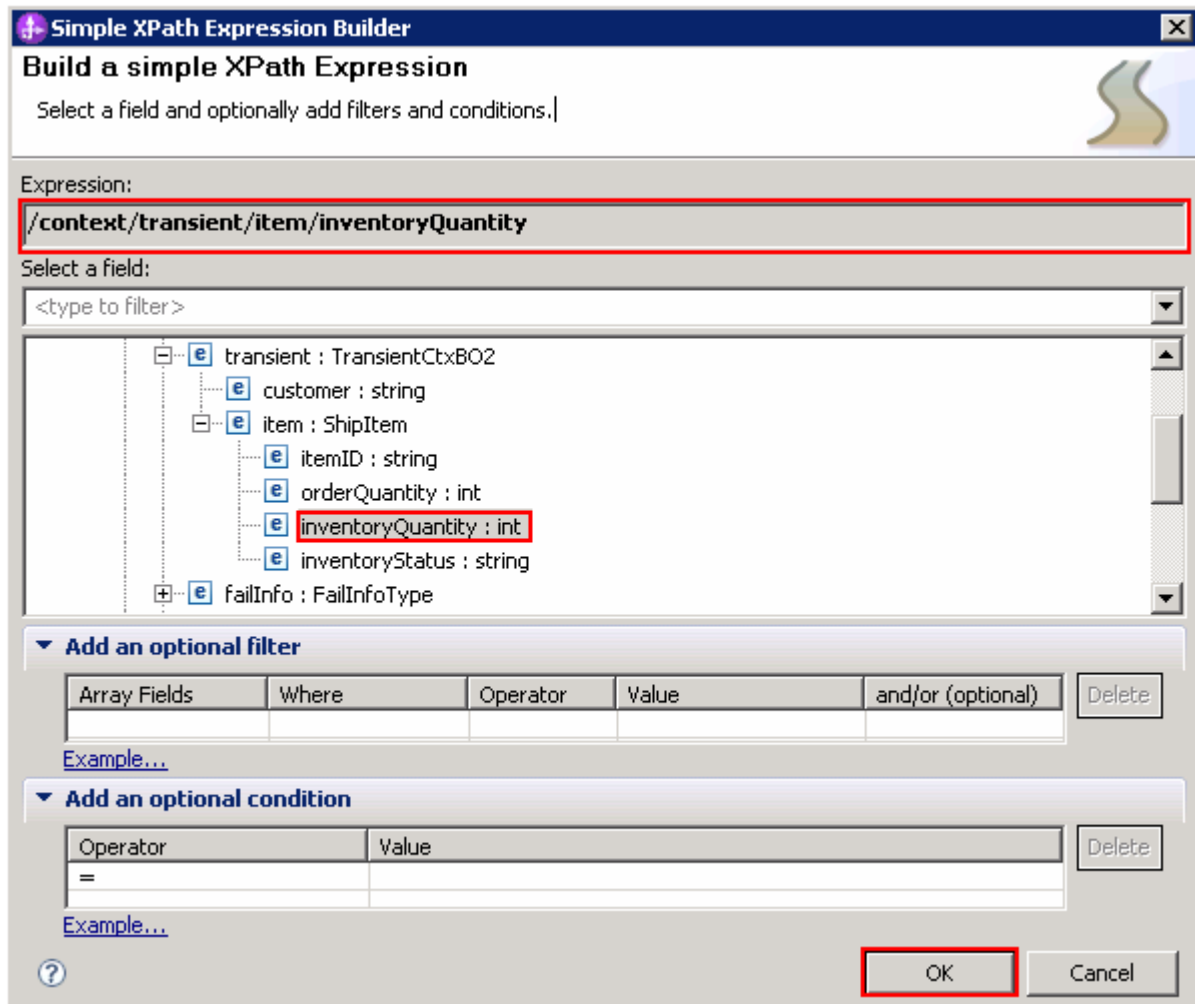 Simple XPath Expression Builder
Build a simple XPath Expression
Select a field and optionally add filters and conditions.
Expression:
/context/transient/item/inventoryQuantity
Select a field:
<type to filter>
transient : TransientCtxBO2
customer : string
item : ShipItem
itemID : string
orderQuantity : int
inventoryQuantity : int
inventoryStatus : string
failInfo : FailInfoType
Add an optional filter
Array Fields Where Operator Value and/or (optional) Delete
Example...
Add an optional condition
Operator Value Delete
=
Example...
? OK Cancel